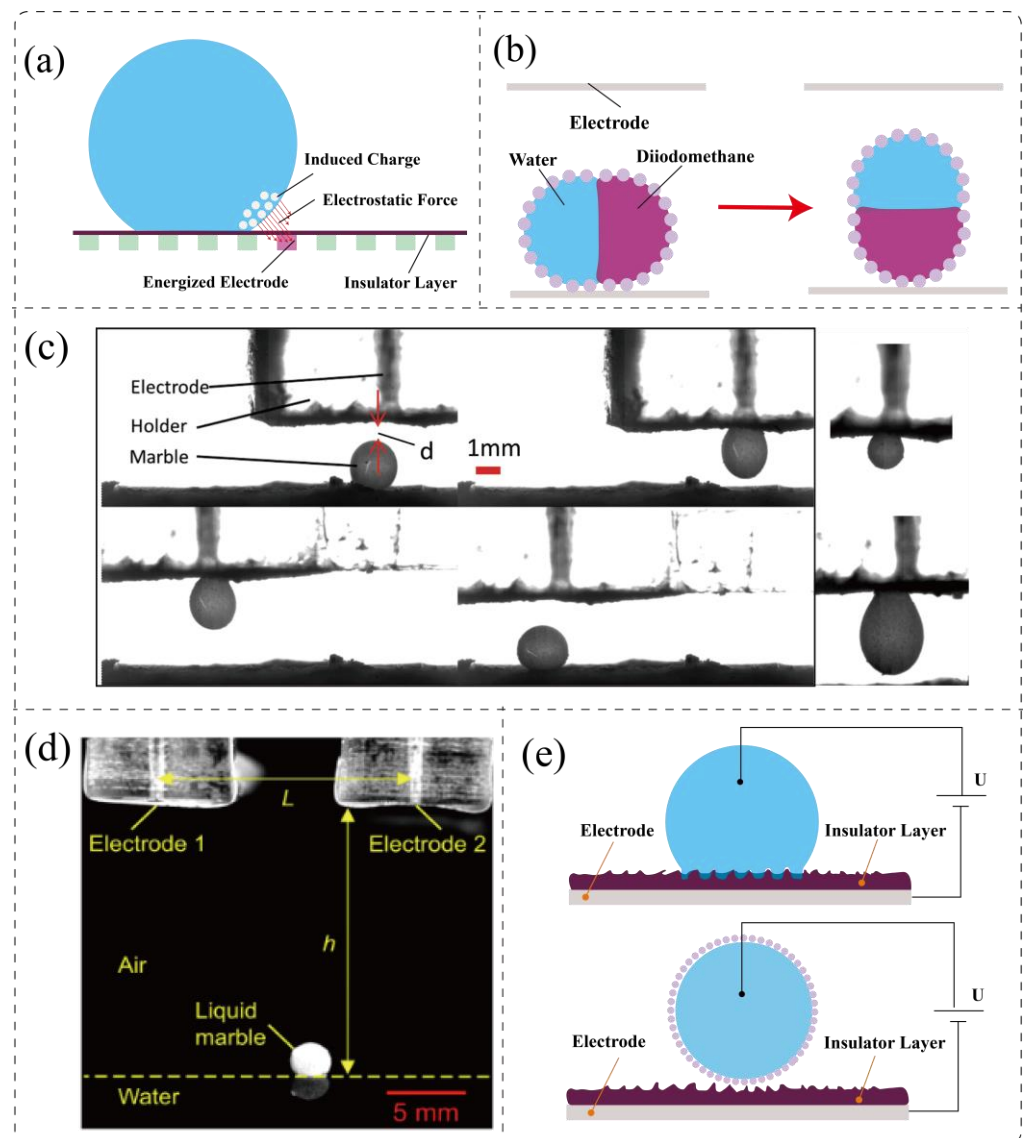 (a)
Induced Charge
Electrostatic Force
Energized Electrode
Insulator Layer
(b)
Electrode
Water
Diiodomethane
(c)
Electrode
Holder
Marble
d
1mm
(d)
L
Electrode 1
Electrode 2
h
Air
Liquid
marble
Water
5 mm
(e)
U
Electrode
Insulator Layer
U
Electrode
Insulator Layer